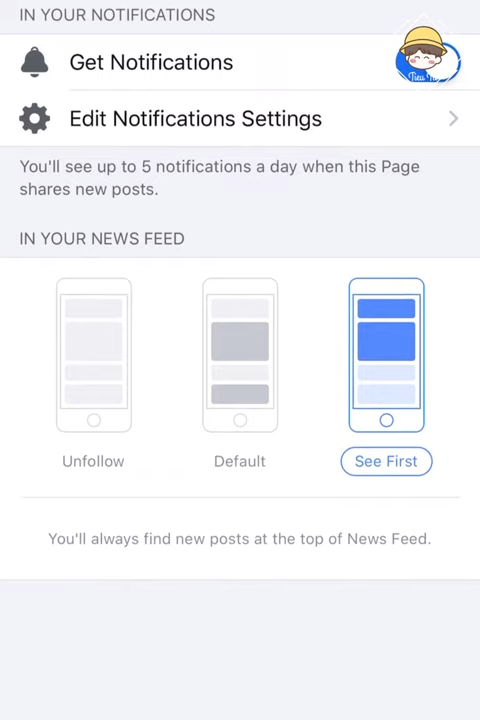 IN YOUR NOTIFICATIONS
Get Notifications
Edit Notifications Settings
You'll see up to 5 notifications a day when this Page
shares new posts.
IN YOUR NEWS FEED
Unfollow
Default
See First
You'll always find new posts at the top of News Feed.